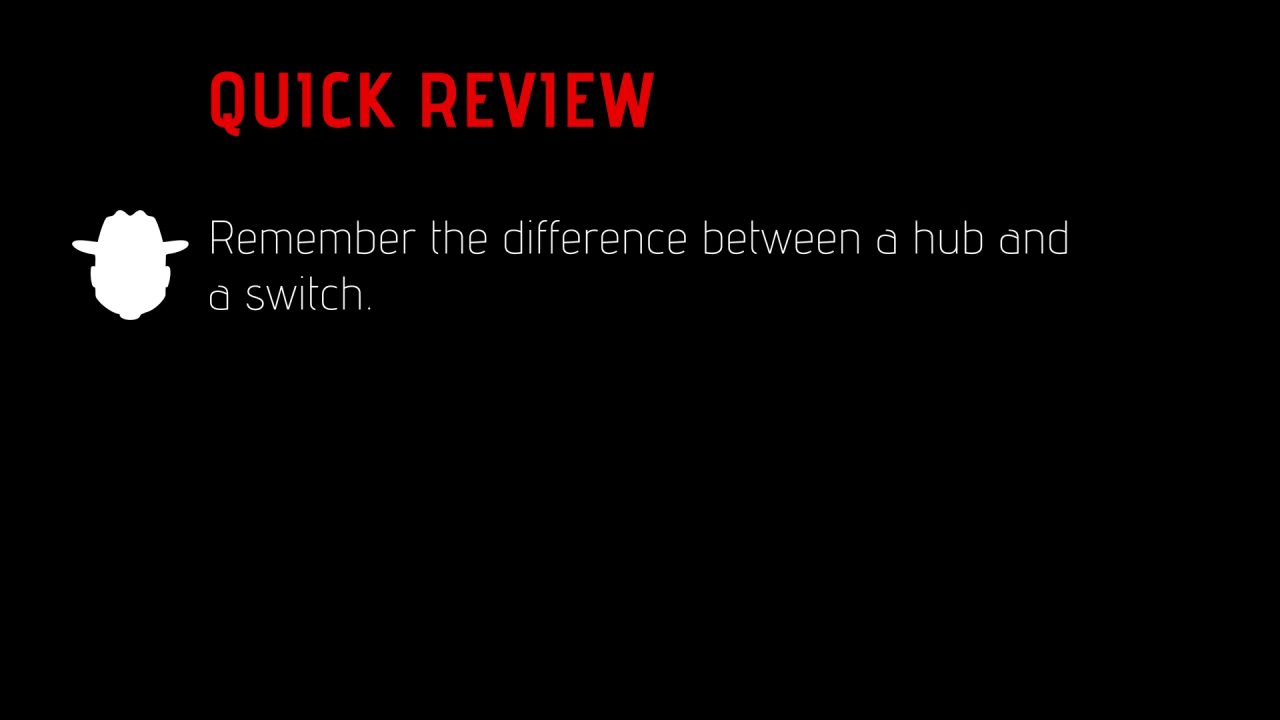 QUICK REVIEW
Remember the difference between a hub and
a switch.